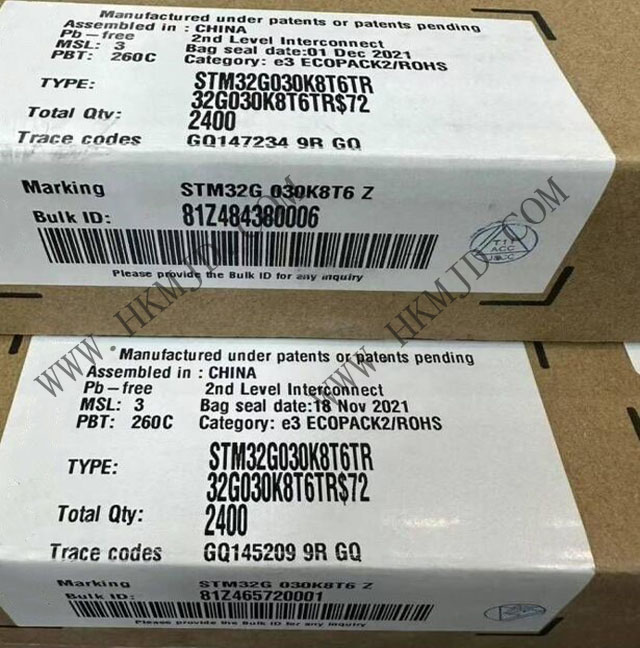 Manufactured under patents or patents pending
Assembled in : CHINA
Pb-free 2nd Level Interconnect
MSL: 3 Bag seal date:01 Dec 2021
PBT: 260C Category: e3 ECOPACK2/ROHS
TYPE: STM32G030K8T6TR
32G030K8T6TR$72
Total Qty: 2400
Trace codes GQ147234 9R GQ
Marking STM32G 030K8T6 Z
Bulk ID: 81Z484380006
Please provide the Bulk ID for any inquiry
WWW.HKMJD.COM
WWW.HKMJD.COM
Manufactured under patents or patents pending
Assembled in : CHINA
Pb-free 2nd Level Interconnect
MSL: 3 Bag seal date:18 Nov 2021
PBT: 260C Category: e3 ECOPACK2/ROHS
TYPE: STM32G030K8T6TR
32G030K8T6TR$72
Total Qty: 2400
Trace codes GQ145209 9R GQ
Marking STM32G 030K8T6 Z
Bulk ID: 81Z465720001
Please provide the Bulk ID for any inquiry